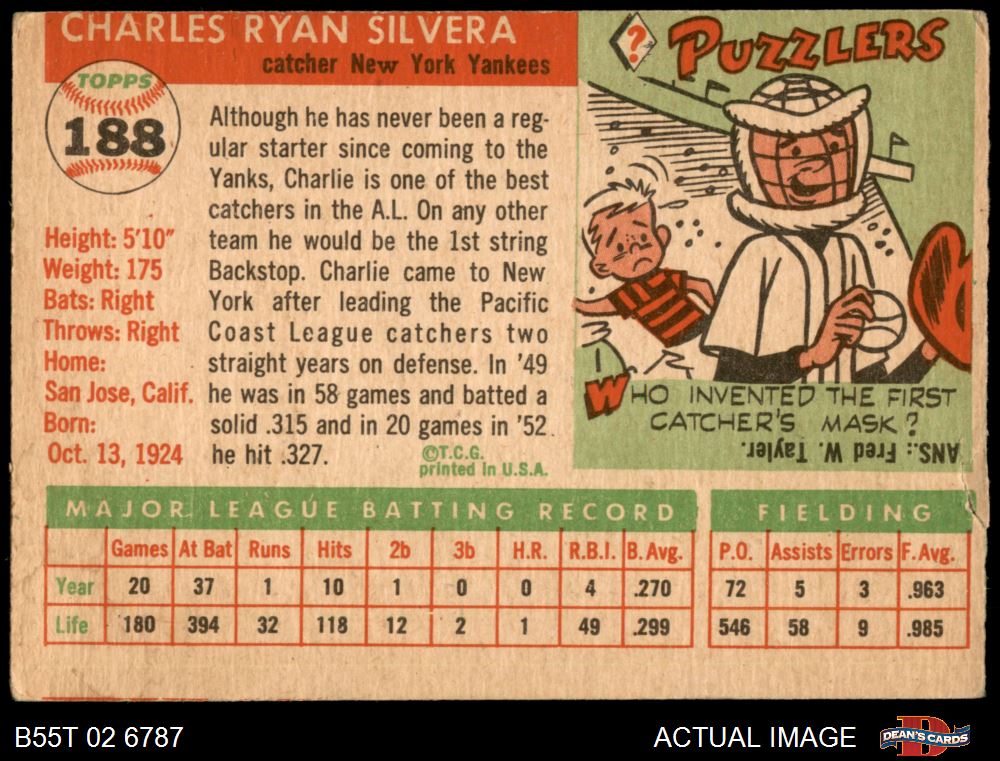 CHARLES RYAN SILVERA
catcher New York Yankees
TOPPS
188
Height: 5'10"
Weight: 175
Bats: Right
Throws: Right
Home:
San Jose, Calif.
Born:
Oct. 13, 1924
Although he has never been a reg-
ular starter since coming to the
Yanks, Charlie is one of the best
catchers in the A.L. On any other
team he would be the 1st string
Backstop. Charlie came to New
York after leading the Pacific
Coast League catchers two
straight years on defense. In '49
he was in 58 games and batted a
solid .315 and in 20 games in '52
he hit .327.
©T.C.G.
printed in U.S.A.
?
PUZZLERS
WHO INVENTED THE FIRST
CATCHER'S MASK?
ANS.: Fred W. Tayler.
MAJOR LEAGUE BATTING RECORD
Games At Bat Runs Hits 2b 3b H.R. R.B.I. B. Avg.
Year 20 37 1 10 1 0 0 4 .270
Life 180 394 32 118 12 2 1 49 .299
FIELDING
P.O. Assists Errors F. Avg.
72 5 3 .963
546 58 9 .985
B55T 02 6787
ACTUAL IMAGE
D
DEAN'S CARDS